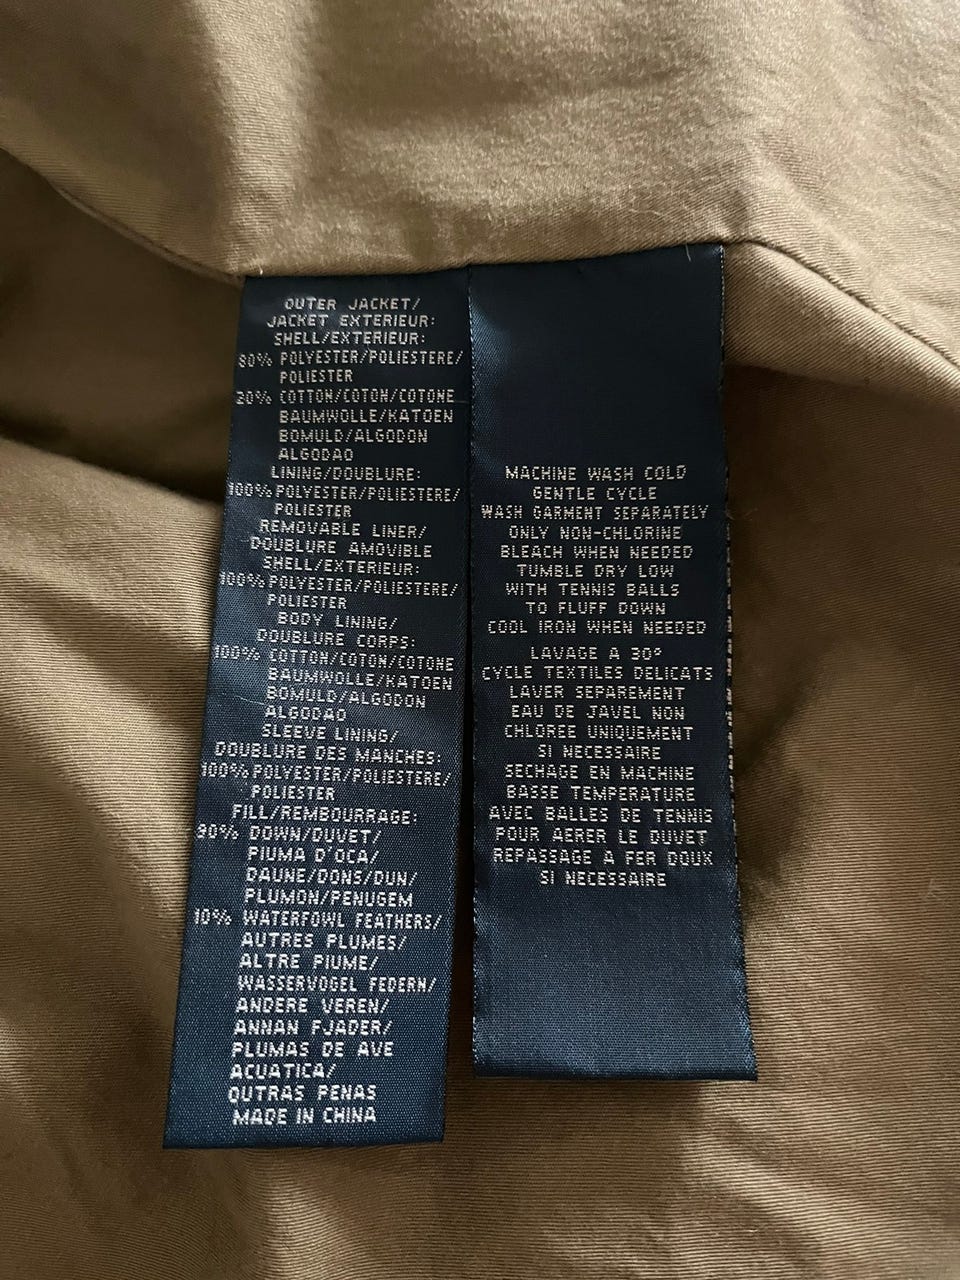 OUTER JACKET/
JACKET EXTERIEUR:
SHELL/EXTERIEUR:
80% POLYESTER/POLIESTERE/
POLIESTER
20% COTTON/COTON/COTONE
BAUMWOLLE/KATOEN
BOMULD/ALGODON
ALGODAO
LINING/DOUBLURE:
100% POLYESTER/POLIESTERE/
POLIESTER
REMOVABLE LINER/
DOUBLURE AMOVIBLE
SHELL/EXTERIEUR:
100% POLYESTER/POLIESTERE/
POLIESTER
BODY LINING/
DOUBLURE CORPS:
100% COTTON/COTON/COTONE
BAUMWOLLE/KATOEN
BOMULD/ALGODON
ALGODAO
SLEEVE LINING/
DOUBLURE DES MANCHES:
100% POLYESTER/POLIESTERE/
POLIESTER
FILL/REMBOURRAGE:
90% DOWN/DUVET/
PIUMA D'OCA/
DAUNE/DONS/DUN/
PLUMON/PENUGEM
10% WATERFOWL FEATHERS/
AUTRES PLUMES/
ALTRE PIUME/
WASSERVOGEL FEDERN/
ANDERE VEREN/
ANNAN FJADER/
PLUMAS DE AVE
ACUATICA/
OUTRAS PENAS
MADE IN CHINA
MACHINE WASH COLD
GENTLE CYCLE
WASH GARMENT SEPARATELY
ONLY NON-CHLORINE
BLEACH WHEN NEEDED
TUMBLE DRY LOW
WITH TENNIS BALLS
TO FLUFF DOWN
COOL IRON WHEN NEEDED
LAVAGE A 30°
CYCLE TEXTILES DELICATS
LAVER SEPAREMENT
EAU DE JAVEL NON
CHLOREE UNIQUEMENT
SI NECESSAIRE
SECHAGE EN MACHINE
BASSE TEMPERATURE
AVEC BALLES DE TENNIS
POUR AERER LE DUVET
REPASSAGE A FER DOUX
SI NECESSAIRE